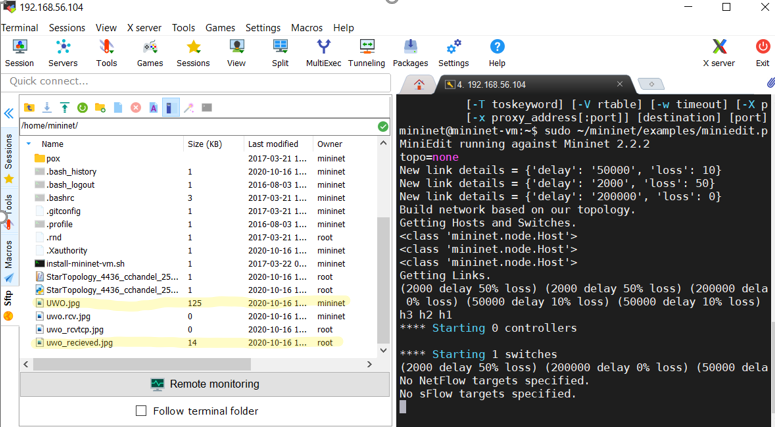 192.168.56.104
Terminal Sessions View X server Tools Games Settings Macros Help
Session Servers Tools Games Sessions View Split MultiExec Tunneling Packages Settings Help X server Exit
Quick connect...
4. 192.168.56.104
/home/mininet/
Name Size (KB) Last modified Owner
pox 2017-03-21 1... mininet
.bash_history 1 2020-10-16 1... mininet
.bash_logout 1 2016-08-03 1... mininet
.bashrc 3 2017-03-21 1... mininet
.gitconfig 1 2017-03-21 1... mininet
.profile 1 2016-08-03 1... mininet
.rnd 1 2017-03-21 1... root
.Xauthority 1 2020-10-16 1... mininet
install-mininet-vm.sh 1 2017-03-22 0... mininet
StarTopology_4436_cchandel_25... 1 2020-10-16 1... root
StarTopology_4436_cchandel_25... 1 2020-10-16 1... root
UWO.jpg 125 2020-10-16 1... mininet
uwo.rcv.jpg 0 2020-10-16 1... mininet
uwo_rcvtcp.jpg 0 2020-10-16 1... root
uwo_recieved.jpg 14 2020-10-16 1... root
Remote monitoring
Follow terminal folder
Sessions
Tools
Macros
Sftp
[-T toskeyword] [-V rtable] [-w timeout] [-X p
[-x proxy_address[:port]] [destination] [port]
mininet@mininet-vm:~$ sudo ~/mininet/examples/miniedit.p
MiniEdit running against Mininet 2.2.2
topo=none
New link details = {'delay': '50000', 'loss': 10}
New link details = {'delay': '2000', 'loss': 50}
New link details = {'delay': '200000', 'loss': 0}
Build network based on our topology.
Getting Hosts and Switches.
<class 'mininet.node.Host'>
<class 'mininet.node.Host'>
<class 'mininet.node.Host'>
Getting Links.
(2000 delay 50% loss) (2000 delay 50% loss) (200000 dela
0% loss) (50000 delay 10% loss) (50000 delay 10% loss)
h3 h2 h1
**** Starting 0 controllers
**** Starting 1 switches
(2000 delay 50% loss) (200000 delay 0% loss) (50000 dela
No NetFlow targets specified.
No sFlow targets specified.